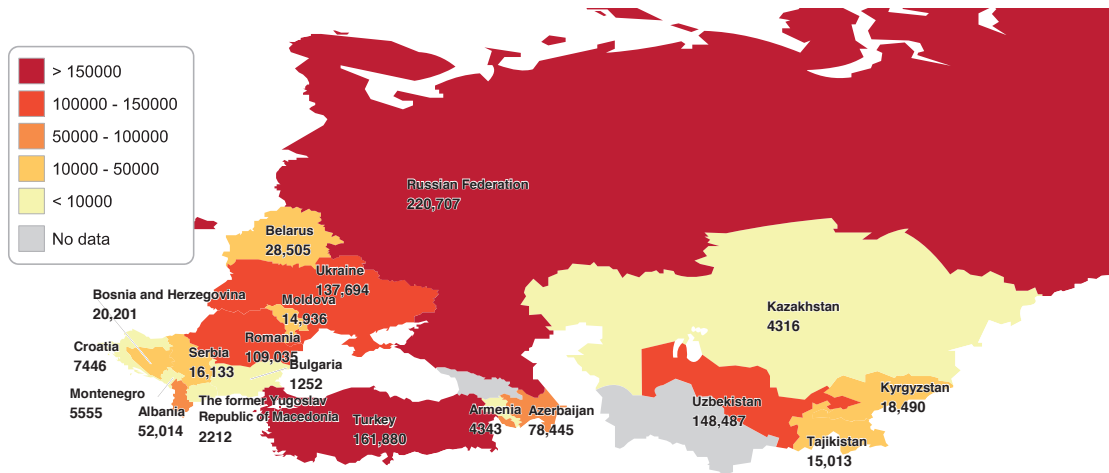 > 150000
100000 - 150000
50000 - 100000
10000 - 50000
< 10000
No data
Russian Federation
220,707
Belarus
28,505
Ukraine
137,694
Moldova
14,936
Bosnia and Herzegovina
20,201
Romania
109,035
Croatia
7446
Serbia
16,133
Bulgaria
1252
Montenegro
5555
Albania
52,014
The former Yugoslav
Republic of Macedonia
2212
Turkey
161,880
Armenia
4343
Azerbaijan
78,445
Kazakhstan
4316
Uzbekistan
148,487
Kyrgyzstan
18,490
Tajikistan
15,013